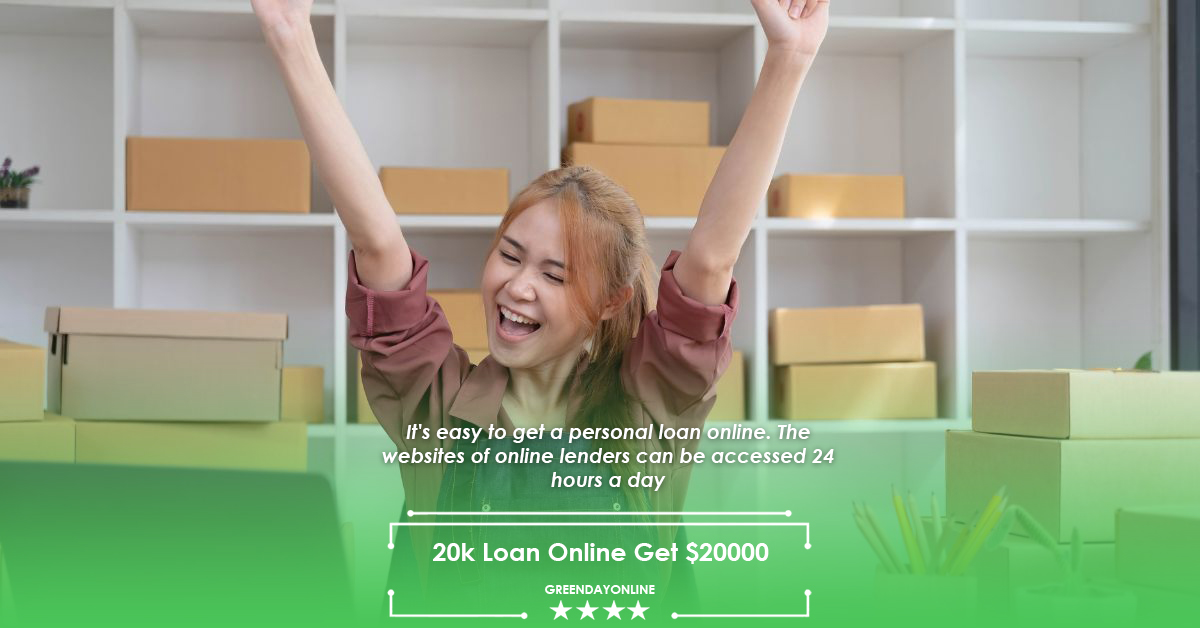 It's easy to get a personal loan online. The
websites of online lenders can be accessed 24
hours a day
20k Loan Online Get $20000
GREENDAYONLINE